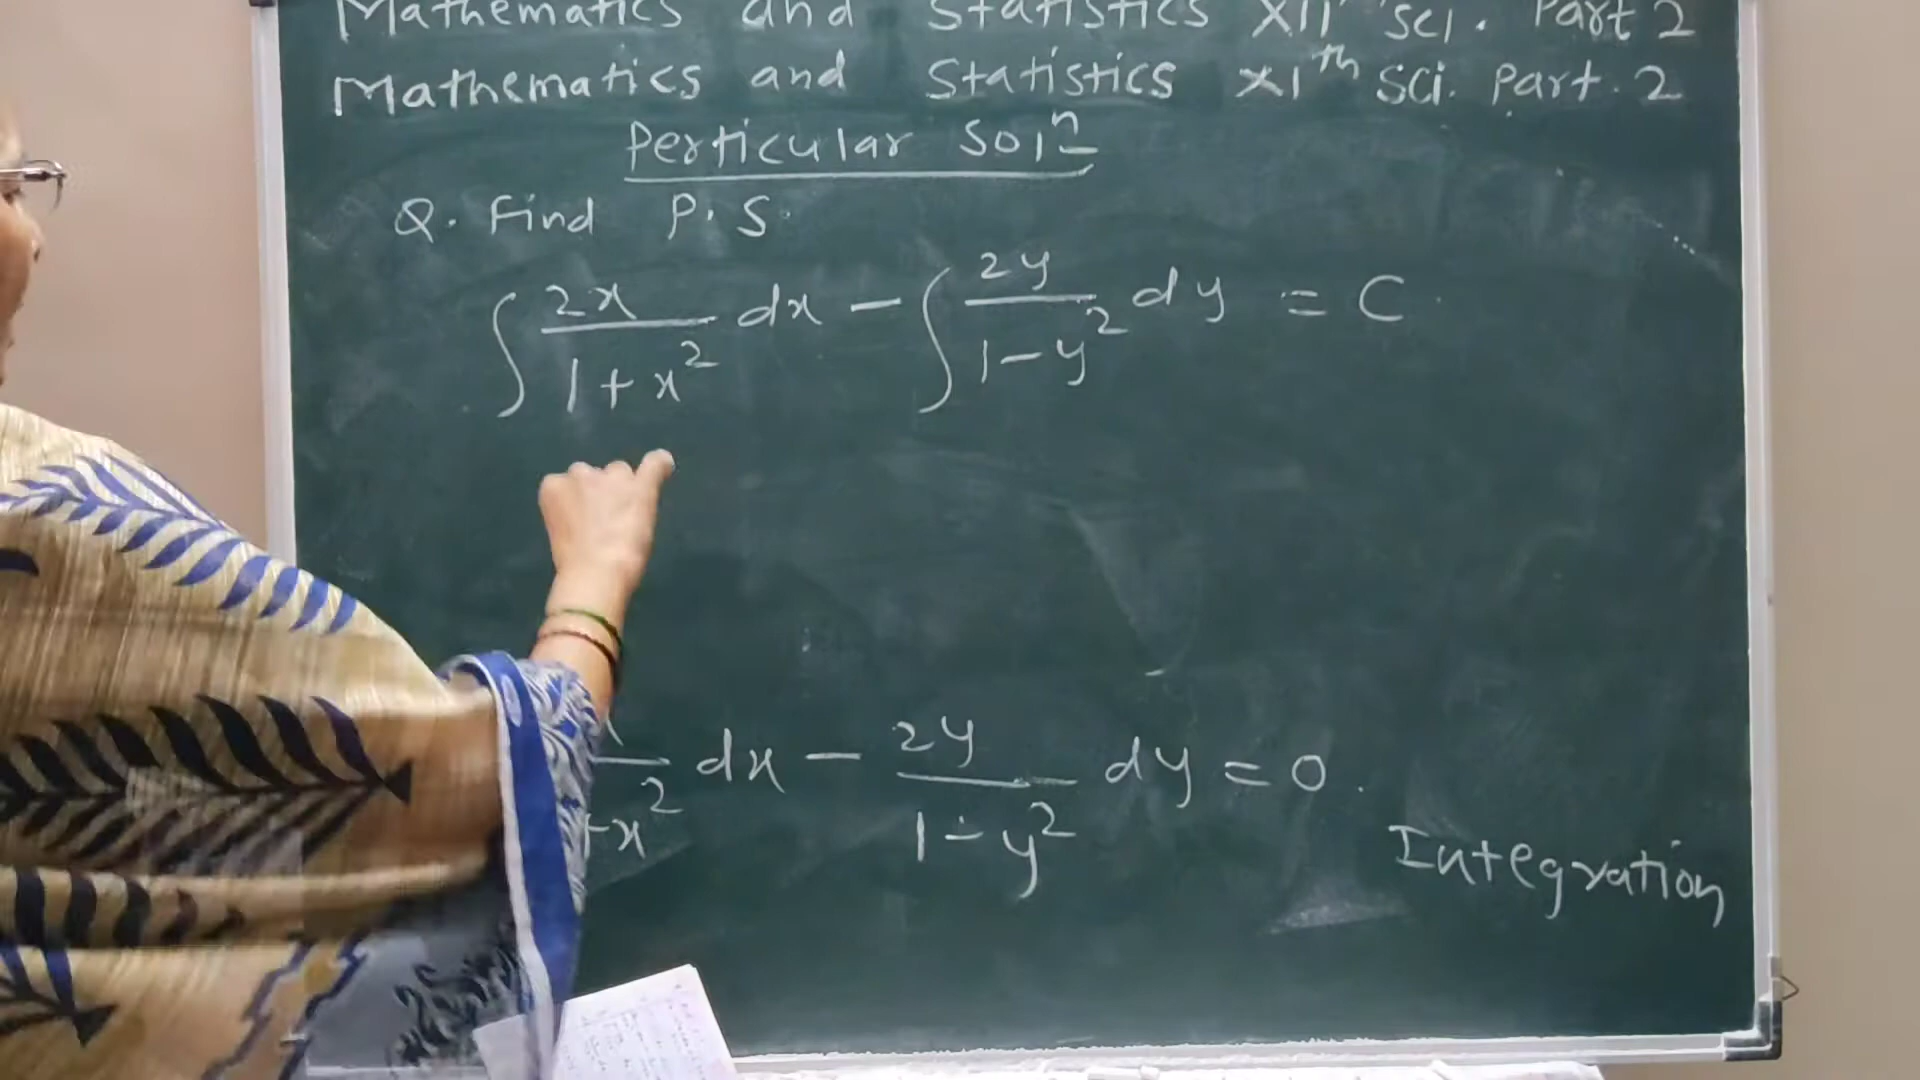 Mathematics and Statistics XII Sci. Part 2
Mathematics and Statistics XIth Sci. Part. 2
Perticular Soln
Q. Find P.S.
∫ 2x/(1+x²) dx - ∫ 2y/(1-y²) dy = C
dx - 2y/(1-y²) dy = 0.
Integration